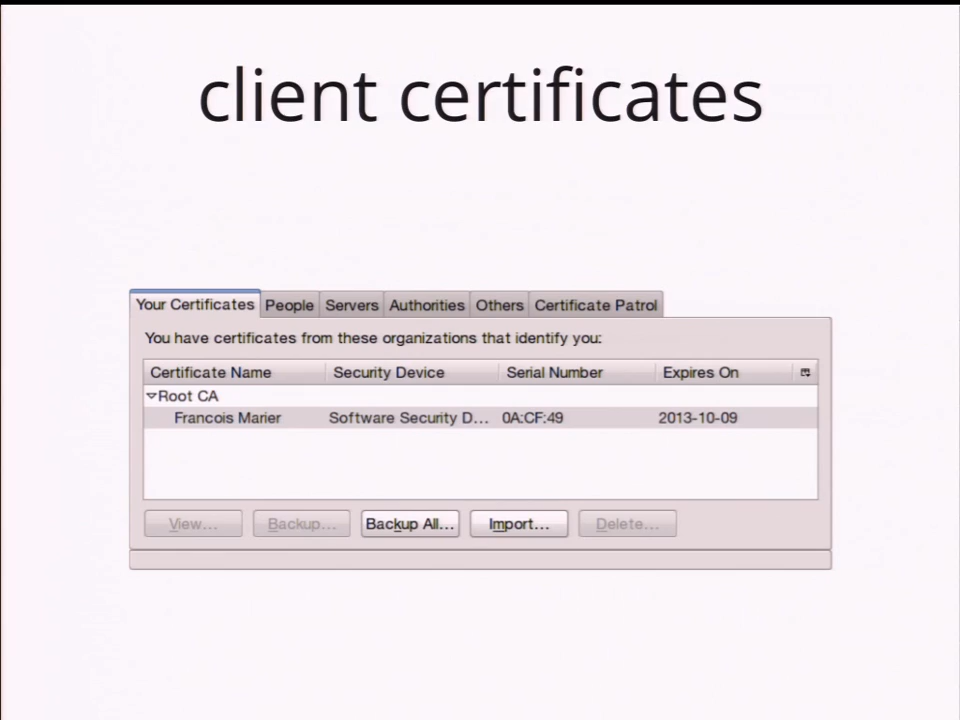 client certificates
Your Certificates People Servers Authorities Others Certificate Patrol
You have certificates from these organizations that identify you:
Certificate Name Security Device Serial Number Expires On
Root CA
Francois Marier Software Security D... 0A:CF:49 2013-10-09
View... Backup... Backup All... Import... Delete...